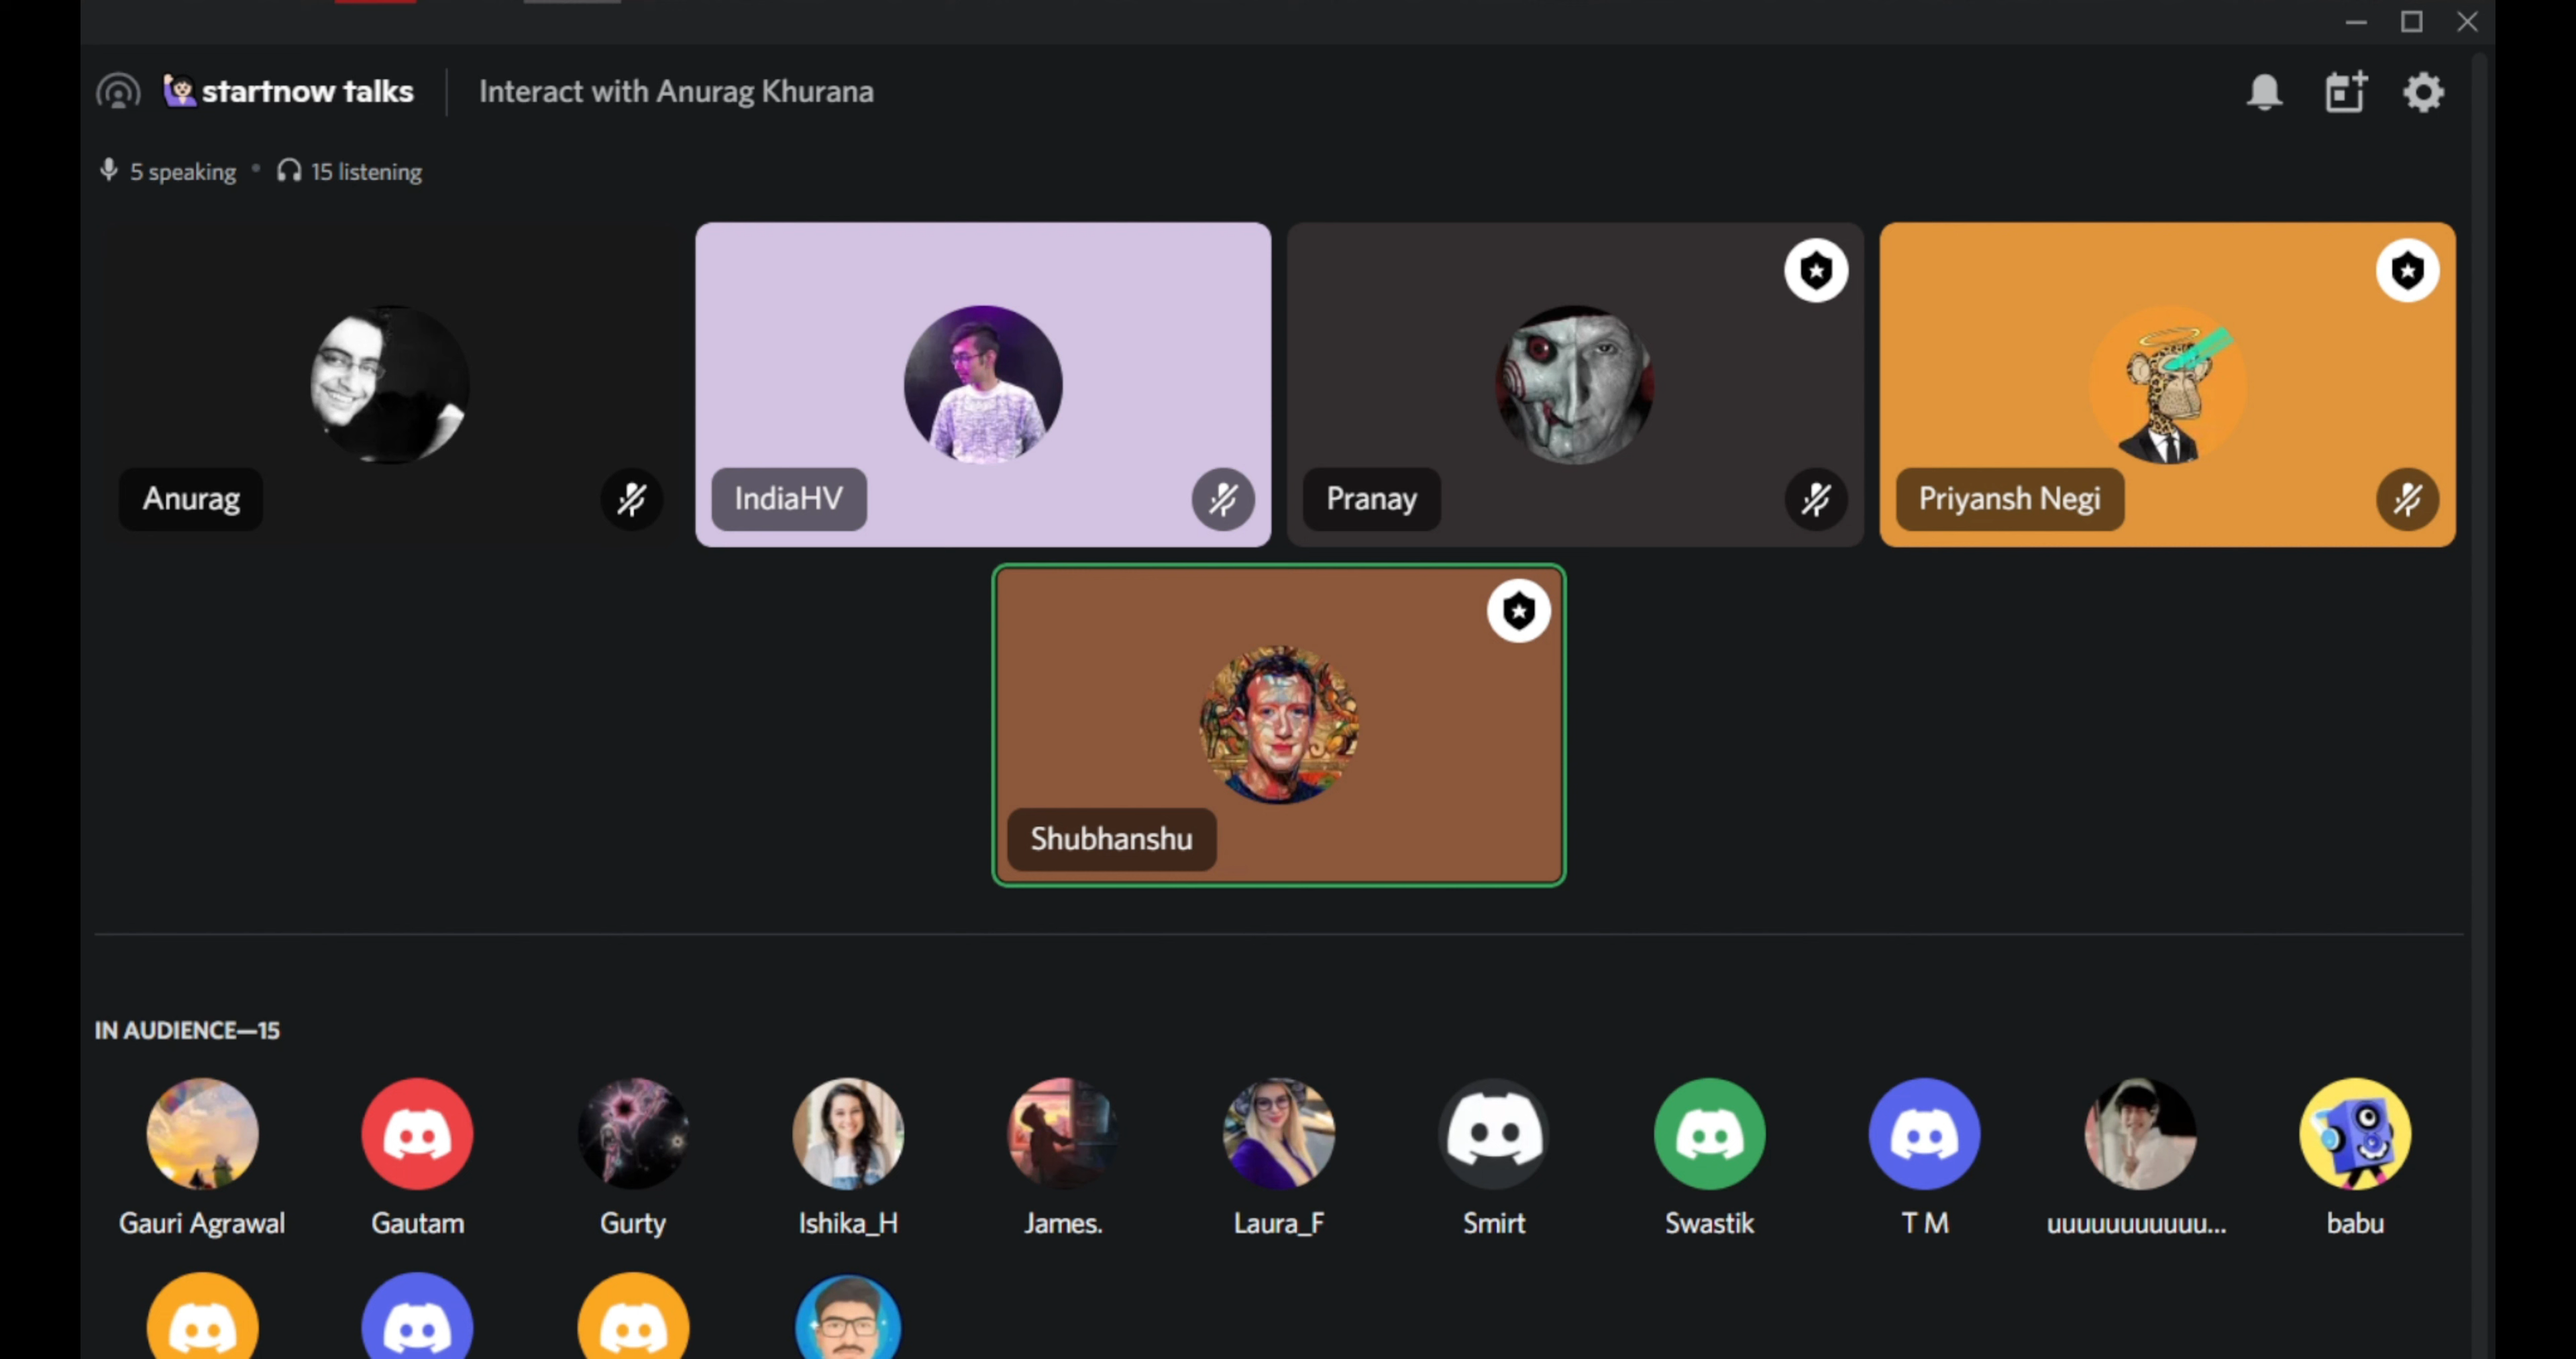 startnow talks
Interact with Anurag Khurana
5 speaking • 15 listening
Anurag
IndiaHV
Pranay
Priyansh Negi
Shubhanshu
IN AUDIENCE—15
Gauri Agrawal
Gautam
Gurty
Ishika_H
James.
Laura_F
Smirt
Swastik
T M
uuuuuuuuuuu...
babu